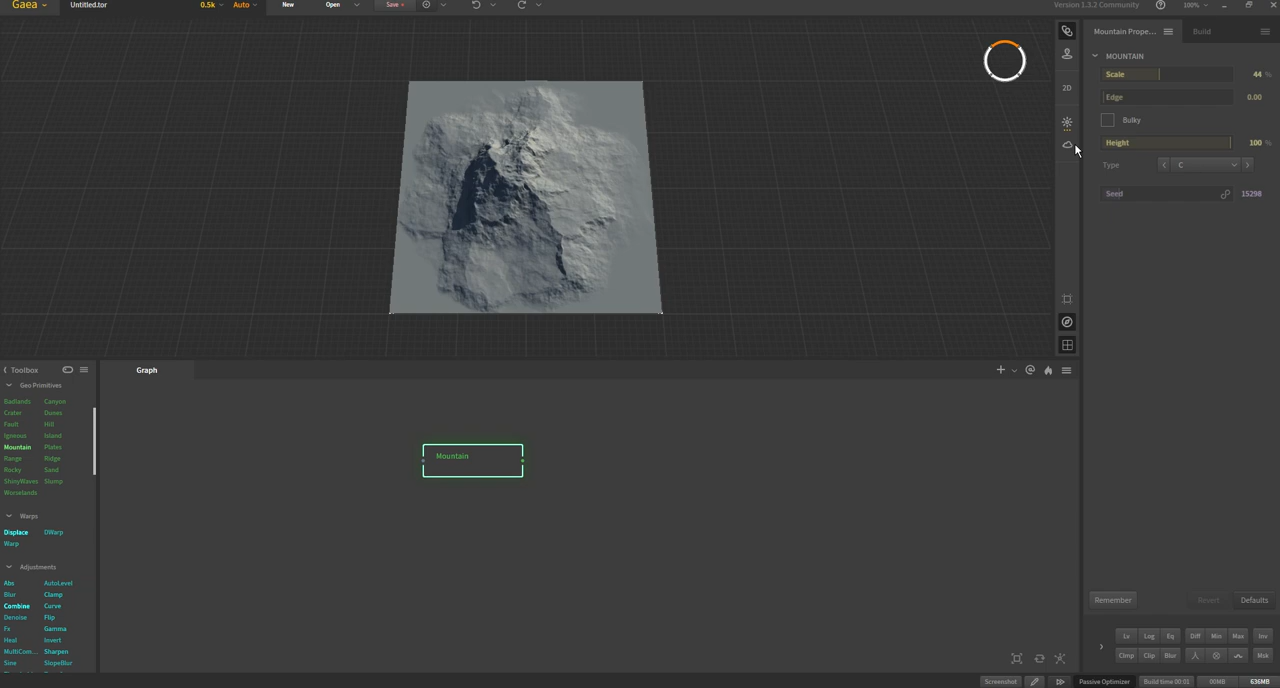 Gaea Untitled.tor 0.5k Auto New Open Save Version 1.3.2 Community 100%
Mountain Prope... Build
MOUNTAIN
Scale 44 %
Edge 0.00
Bulky
Height 100 %
Type C
Seed 15298
2D
Toolbox
Graph
Geo Primitives
Badlands Canyon
Crater Dunes
Fault Hill
Igneous Island
Mountain Plates
Range Ridge
Rocky Sand
ShinyWaves Slump
Worselands
Warps
Displace DWarp
Warp
Adjustments
Abs AutoLevel
Blur Clamp
Combine Curve
Denoise Flip
Fx Gamma
Heal Invert
MultiCom... Sharpen
Sine SlopeBlur
Mountain
Remember Revert Defaults
Lv Log Eq Diff Min Max Inv
Clmp Clip Blur Msk
Screenshot Passive Optimizer Build time 00:01 00MB 636MB